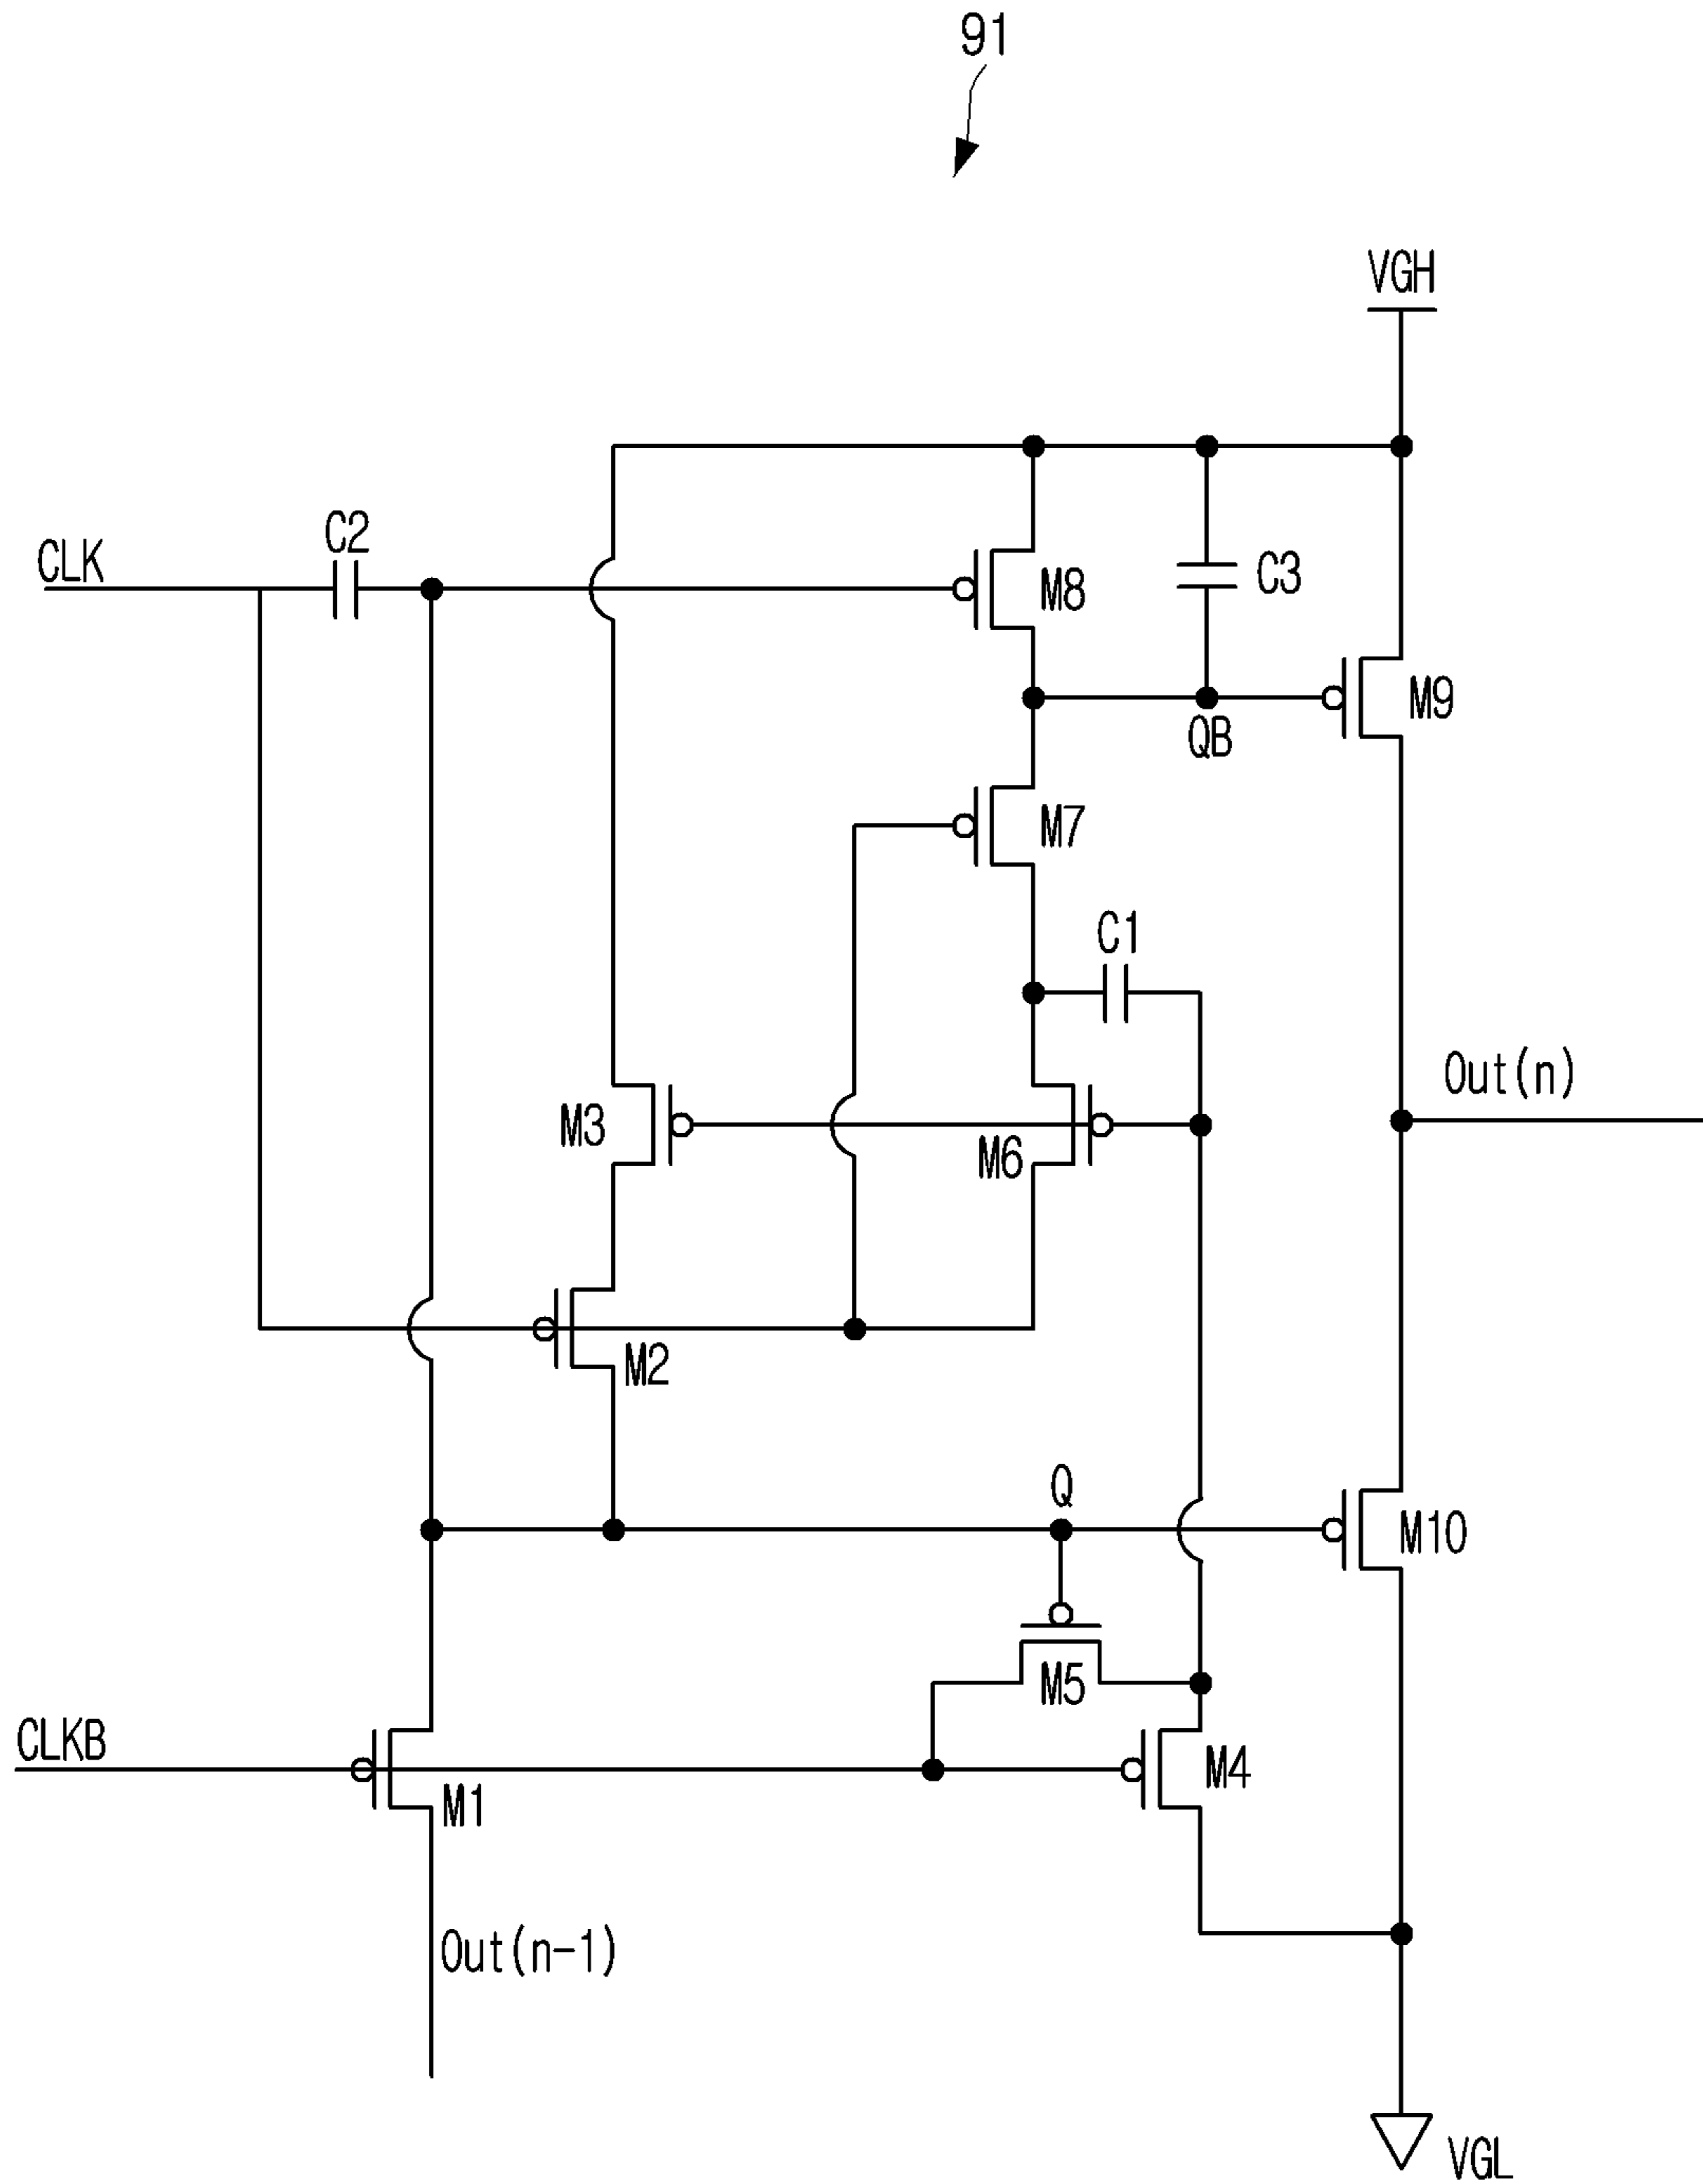 91
VGH
C2
CLK
M8
C3
M9
QB
M7
C1
Out(n)
M3
M6
M2
Q
M10
M5
CLKB
M4
M1
Out(n-1)
VGL